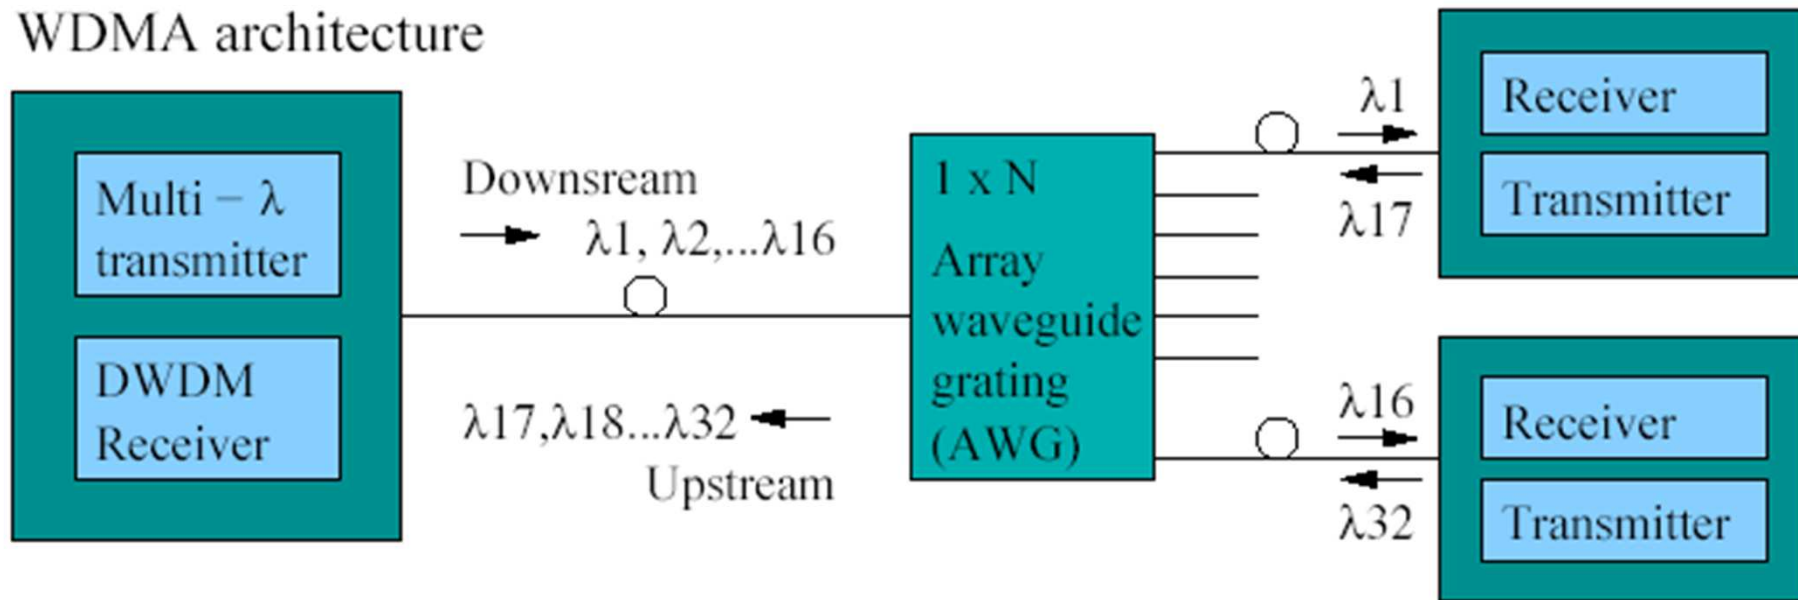 WDMA architecture
Multi – λ
transmitter
DWDM
Receiver
Downsream
λ1, λ2,...λ16
λ17,λ18...λ32
Upstream
1 x N
Array
waveguide
grating
(AWG)
λ1
λ17
Receiver
Transmitter
λ16
λ32
Receiver
Transmitter